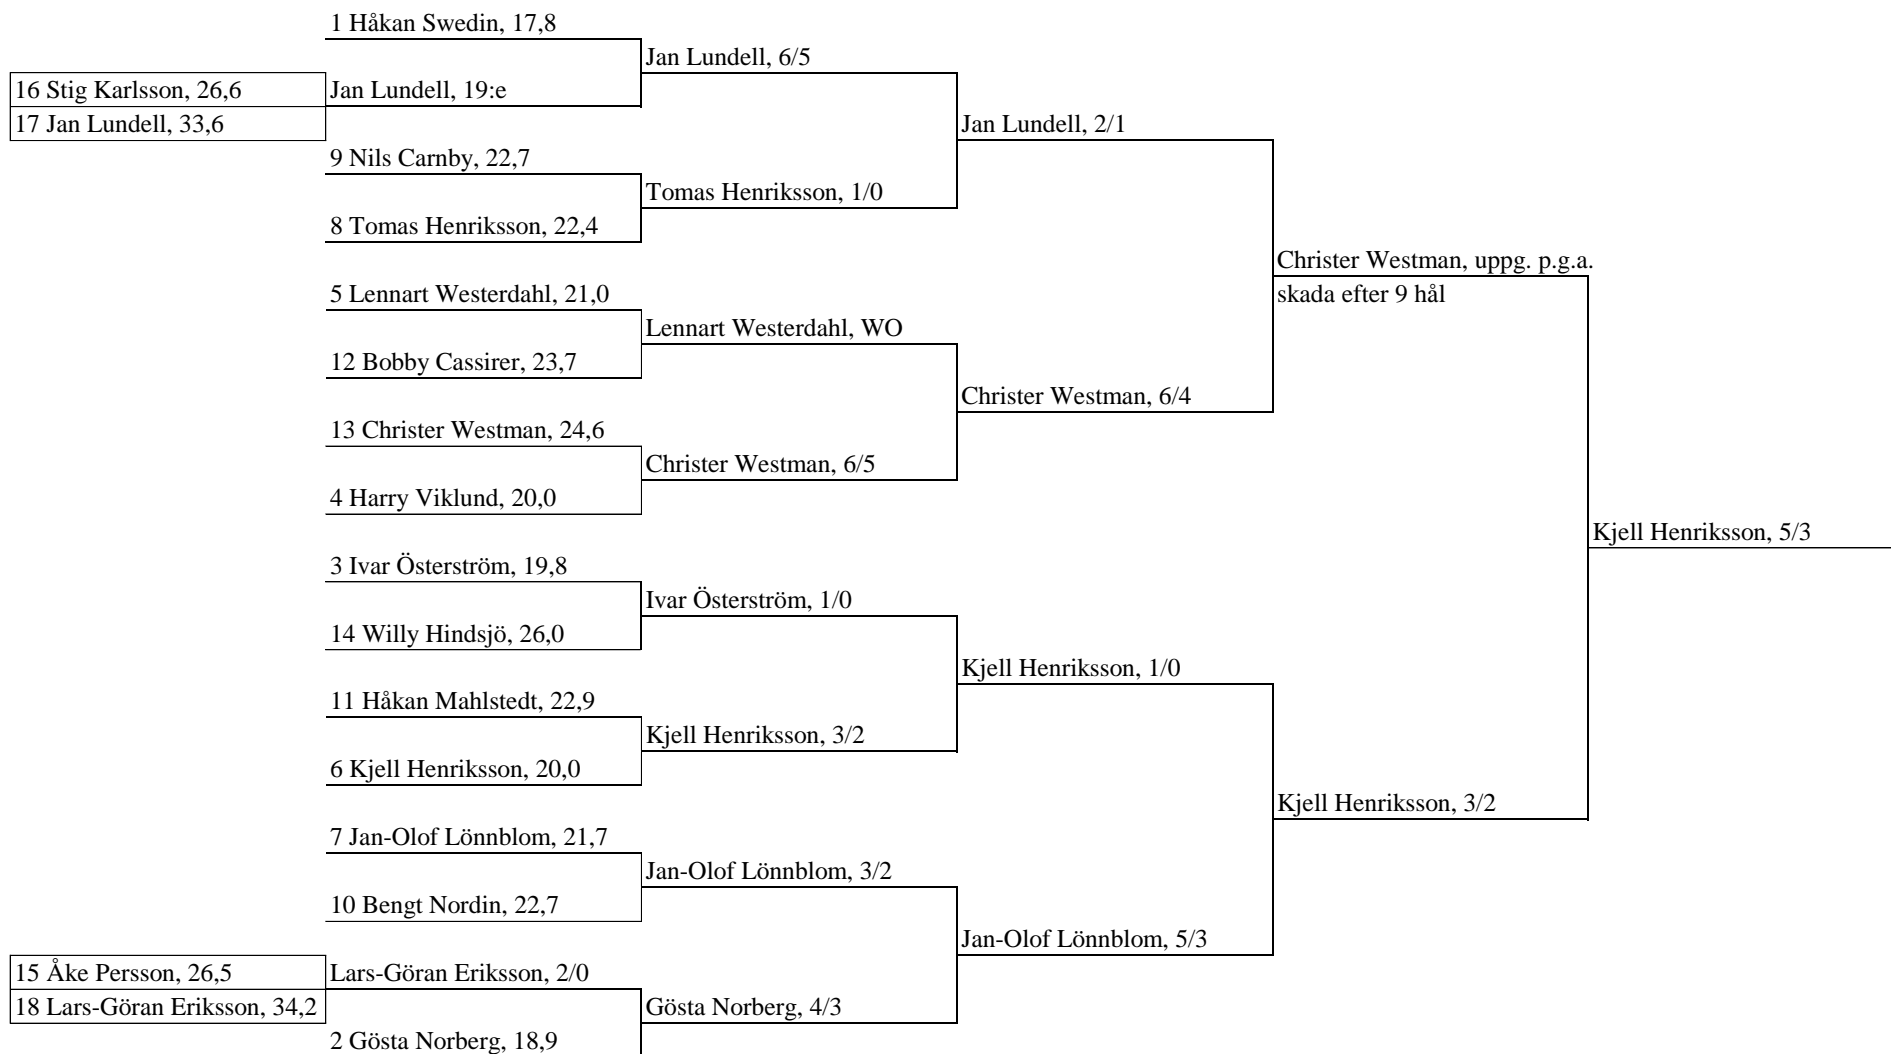 1 Håkan Swedin, 17,8
Jan Lundell, 6/5
16 Stig Karlsson, 26,6
Jan Lundell, 19:e
17 Jan Lundell, 33,6
Jan Lundell, 2/1
9 Nils Carnby, 22,7
Tomas Henriksson, 1/0
8 Tomas Henriksson, 22,4
Christer Westman, uppg. p.g.a.
skada efter 9 hål
5 Lennart Westerdahl, 21,0
Lennart Westerdahl, WO
12 Bobby Cassirer, 23,7
Christer Westman, 6/4
13 Christer Westman, 24,6
Christer Westman, 6/5
4 Harry Viklund, 20,0
Kjell Henriksson, 5/3
3 Ivar Österström, 19,8
Ivar Österström, 1/0
14 Willy Hindsjö, 26,0
Kjell Henriksson, 1/0
11 Håkan Mahlstedt, 22,9
Kjell Henriksson, 3/2
6 Kjell Henriksson, 20,0
Kjell Henriksson, 3/2
7 Jan-Olof Lönnblom, 21,7
Jan-Olof Lönnblom, 3/2
10 Bengt Nordin, 22,7
Jan-Olof Lönnblom, 5/3
15 Åke Persson, 26,5
Lars-Göran Eriksson, 2/0
18 Lars-Göran Eriksson, 34,2
Gösta Norberg, 4/3
2 Gösta Norberg, 18,9